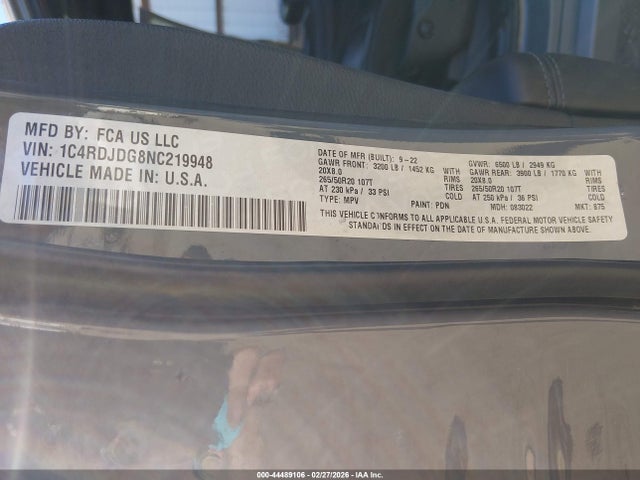 MFD BY: FCA US LLC
VIN: 1C4RDJDG8NC219948
VEHICLE MADE IN: U.S.A.
DATE OF MFR (BUILT): 9-22 GVWR: 6500 LB / 2949 KG
GAWR FRONT: 3200 LB / 1452 KG WITH GAWR REAR: 3900 LB / 1770 KG WITH
20X8.0 RIMS 20X8.0 RIMS
265/50R20 107T TIRES 265/50R20 107T TIRES
AT 230 kPa / 33 PSI COLD AT 250 kPa / 36 PSI COLD
TYPE: MPV PAINT: PDN MDH: 083022 MKT: 875
THIS VEHICLE CONFORMS TO ALL APPLICABLE U.S.A. FEDERAL MOTOR VEHICLE SAFETY
STANDARDS IN EFFECT ON THE DATE OF MANUFACTURE SHOWN ABOVE.
000-44489106 - 02/27/2026 - IAA Inc.